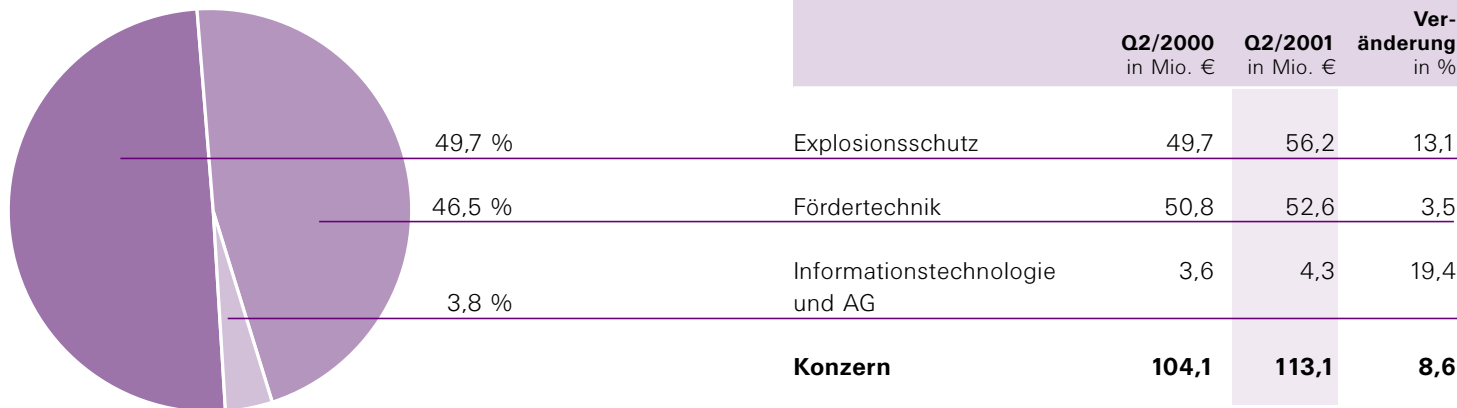 Q2/2000 Q2/2001 Ver-
änderung
in Mio. € in Mio. € in %
49,7 % Explosionsschutz 49,7 56,2 13,1
46,5 % Fördertechnik 50,8 52,6 3,5
Informationstechnologie 3,6 4,3 19,4
3,8 % und AG
Konzern 104,1 113,1 8,6